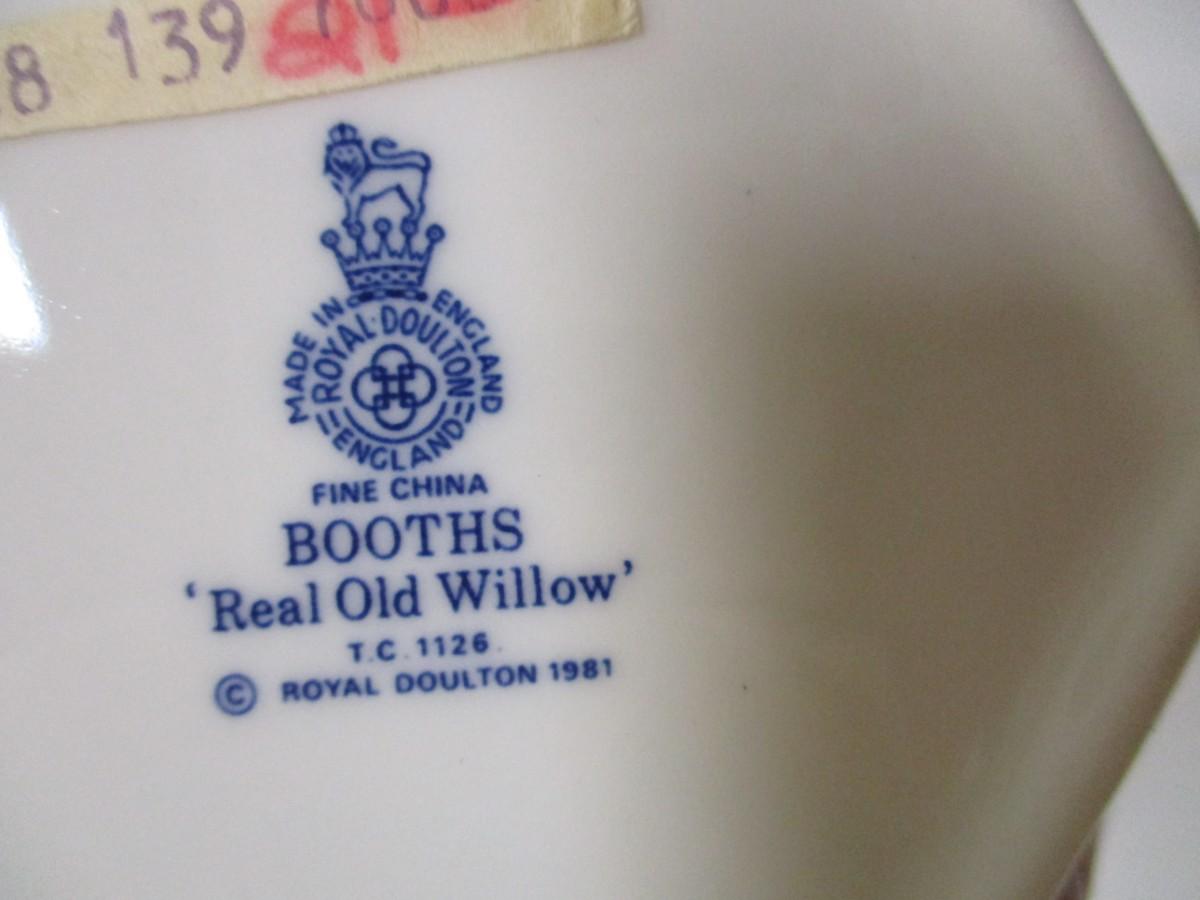 8 139
MADE IN ENGLAND
ROYAL·DOULTON
ENGLAND
FINE CHINA
BOOTHS
'Real Old Willow'
T.C. 1126.
© ROYAL DOULTON 1981